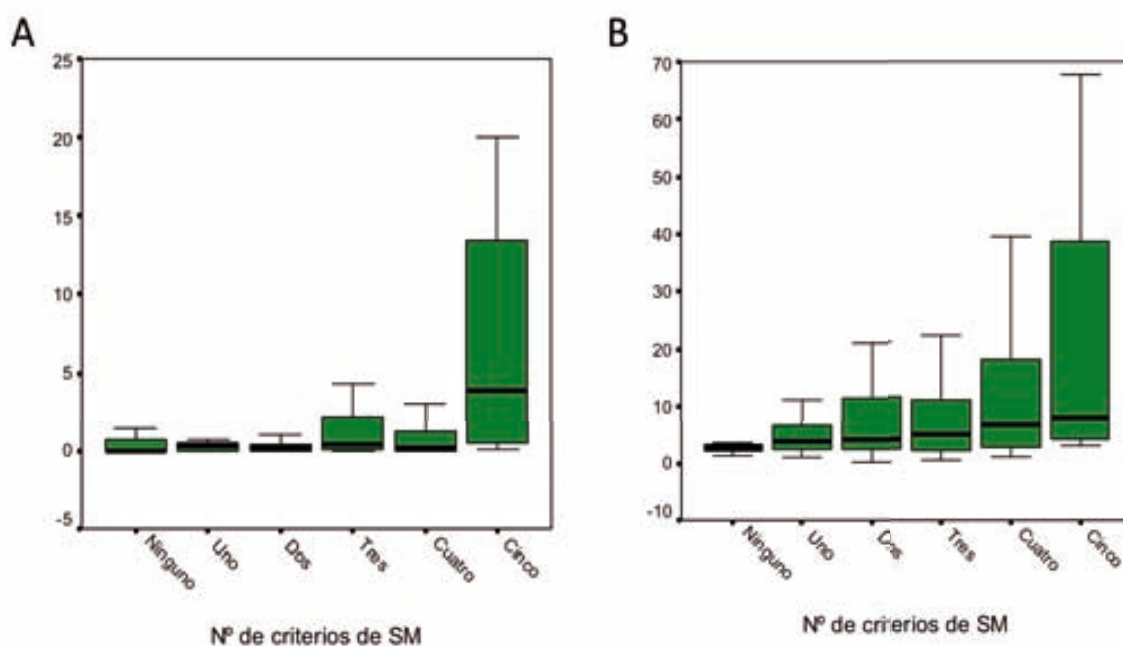 A
25
20
15
10
5
0
-5
Ninguno
Uno
Dos
Tres
Cuatro
Cinco
Nº de criterios de SM
B
70
60
50
40
30
20
10
0
-10
Ninguno
Uno
Dos
Tres
Cuatro
Cinco
Nº de criterios de SM